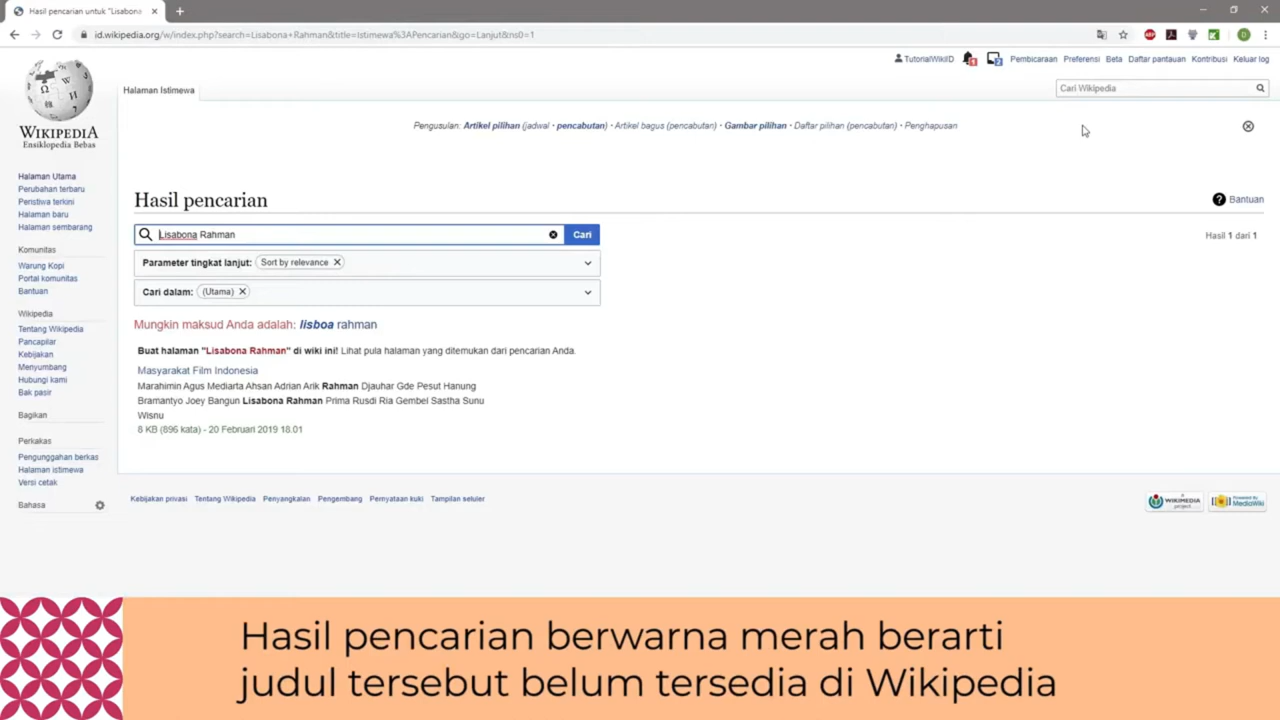 Hasil pencarian untuk "Lisabona
id.wikipedia.org/w/index.php?search=Lisabona+Rahman&title=Istimewa%3APencarian&go=Lanjut&ns0=1
TutorialWikiID Pembicaraan Preferensi Beta Daftar pantauan Kontribusi Keluar log
Halaman Istimewa
Cari Wikipedia
WIKIPEDIA
Ensiklopedia Bebas
Pengusulan: Artikel pilihan (jadwal · pencabutan) · Artikel bagus (pencabutan) · Gambar pilihan · Daftar pilihan (pencabutan) · Penghapusan
Halaman Utama
Perubahan terbaru
Peristiwa terkini
Halaman baru
Halaman sembarang
Komunitas
Warung Kopi
Portal komunitas
Bantuan
Wikipedia
Tentang Wikipedia
Pancapilar
Kebijakan
Menyumbang
Hubungi kami
Bak pasir
Bagikan
Perkakas
Pengunggahan berkas
Halaman istimewa
Versi cetak
Bahasa
Hasil pencarian
Bantuan
Lisabona Rahman
Cari
Hasil 1 dari 1
Parameter tingkat lanjut: Sort by relevance
Cari dalam: (Utama)
Mungkin maksud Anda adalah: lisboa rahman
Buat halaman "Lisabona Rahman" di wiki ini! Lihat pula halaman yang ditemukan dari pencarian Anda.
Masyarakat Film Indonesia
Marahimin Agus Mediarta Ahsan Adrian Arik Rahman Djauhar Gde Pesut Hanung
Bramantyo Joey Bangun Lisabona Rahman Prima Rusdi Ria Gembel Sastha Sunu
Wisnu
8 KB (896 kata) - 20 Februari 2019 18.01
Kebijakan privasi Tentang Wikipedia Penyangkalan Pengembang Pernyataan kuki Tampilan seluler
A WIKIMEDIA project
Powered By MediaWiki
Hasil pencarian berwarna merah berarti
judul tersebut belum tersedia di Wikipedia